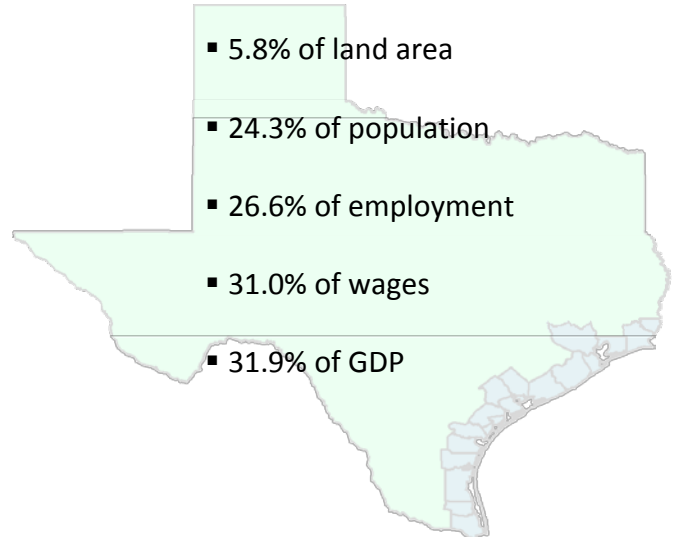 ▪ 5.8% of land area
▪ 24.3% of population
▪ 26.6% of employment
▪ 31.0% of wages
▪ 31.9% of GDP